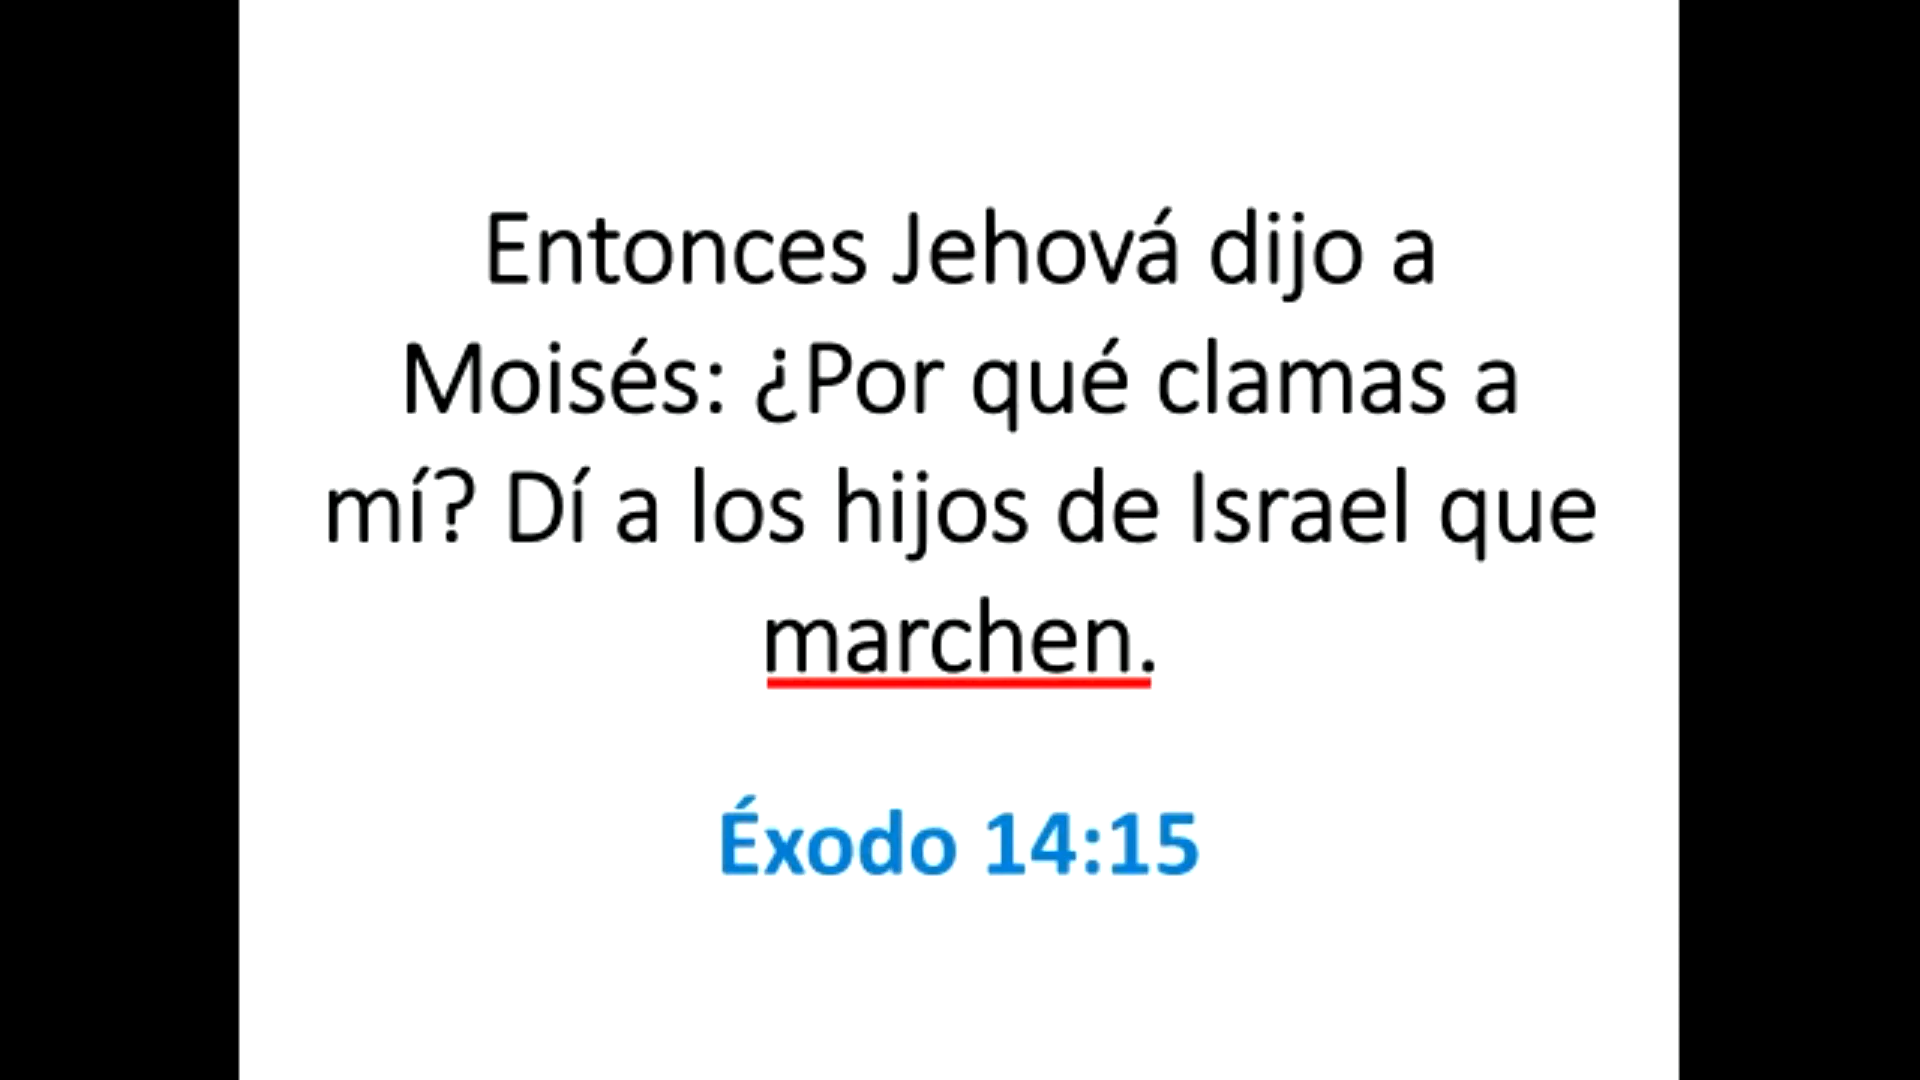 Entonces Jehová dijo a
Moisés: ¿Por qué clamas a
mí? Dí a los hijos de Israel que
marchen.
Éxodo 14:15